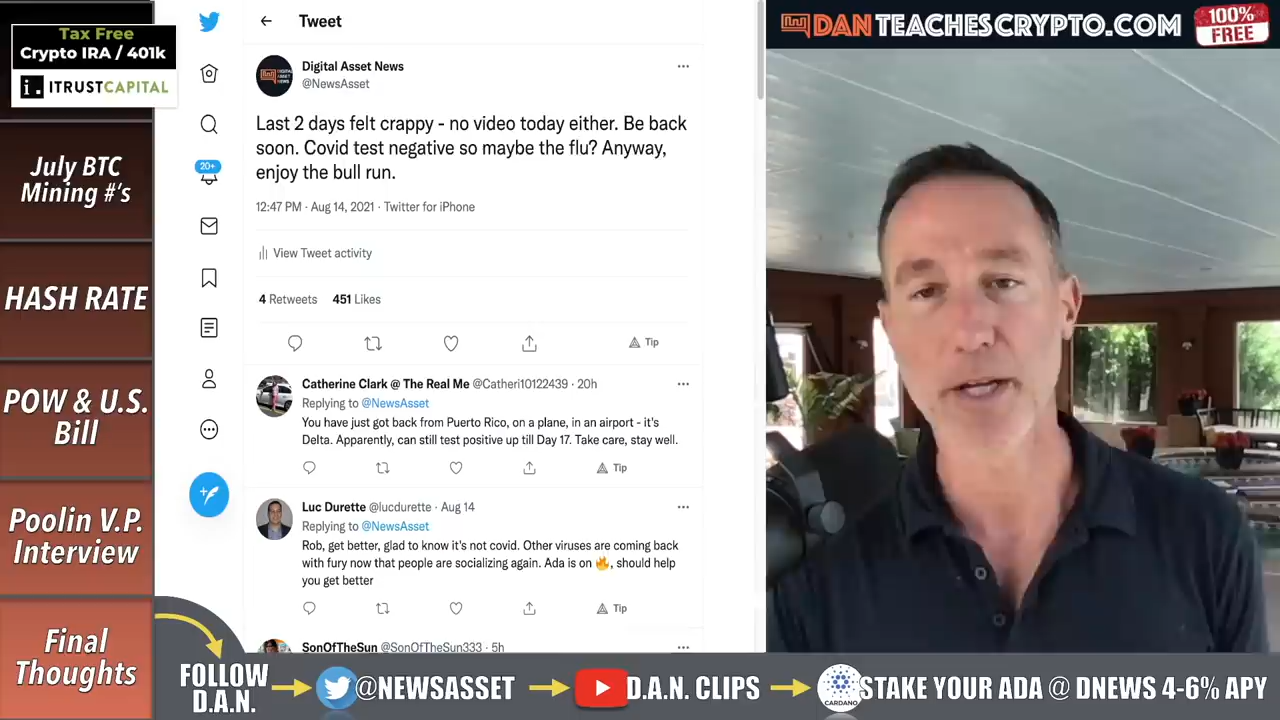 Tax Free
Crypto IRA / 401k
ITRUSTCAPITAL
July BTC
Mining #'s
HASH RATE
POW & U.S.
Bill
Poolin V.P.
Interview
Final
Thoughts
20+
Tweet
Digital Asset News
@NewsAsset
Last 2 days felt crappy - no video today either. Be back
soon. Covid test negative so maybe the flu? Anyway,
enjoy the bull run.
12:47 PM · Aug 14, 2021 · Twitter for iPhone
View Tweet activity
4 Retweets 451 Likes
Tip
Catherine Clark @ The Real Me @Catheri10122439 · 20h
Replying to @NewsAsset
You have just got back from Puerto Rico, on a plane, in an airport - it's
Delta. Apparently, can still test positive up till Day 17. Take care, stay well.
Tip
Luc Durette @lucdurette · Aug 14
Replying to @NewsAsset
Rob, get better, glad to know it's not covid. Other viruses are coming back
with fury now that people are socializing again. Ada is on 🔥, should help
you get better
Tip
SonOfTheSun @SonOfTheSun333 · 5h
DANTEACHESCRYPTO.COM
100%
FREE
FOLLOW
D.A.N.
@NEWSASSET
D.A.N. CLIPS
CARDANO
STAKE YOUR ADA @ DNEWS 4-6% APY